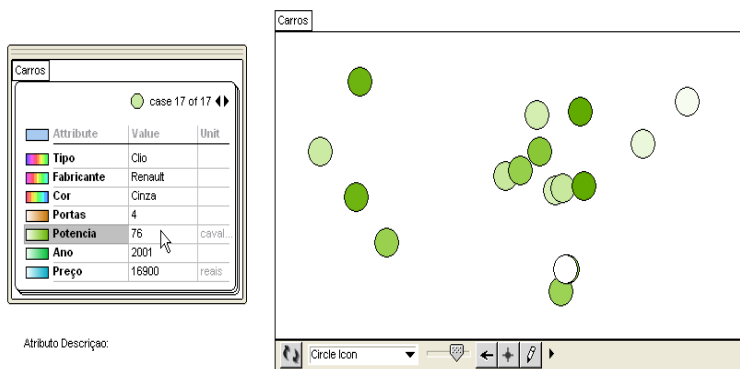 Carros
case 17 of 17
Attribute Value Unit
Tipo Clio
Fabricante Renault
Cor Cinza
Portas 4
Potencia 76 caval...
Ano 2001
Preço 16900 reais
Atributo Descriçao:
Carros
Circle Icon